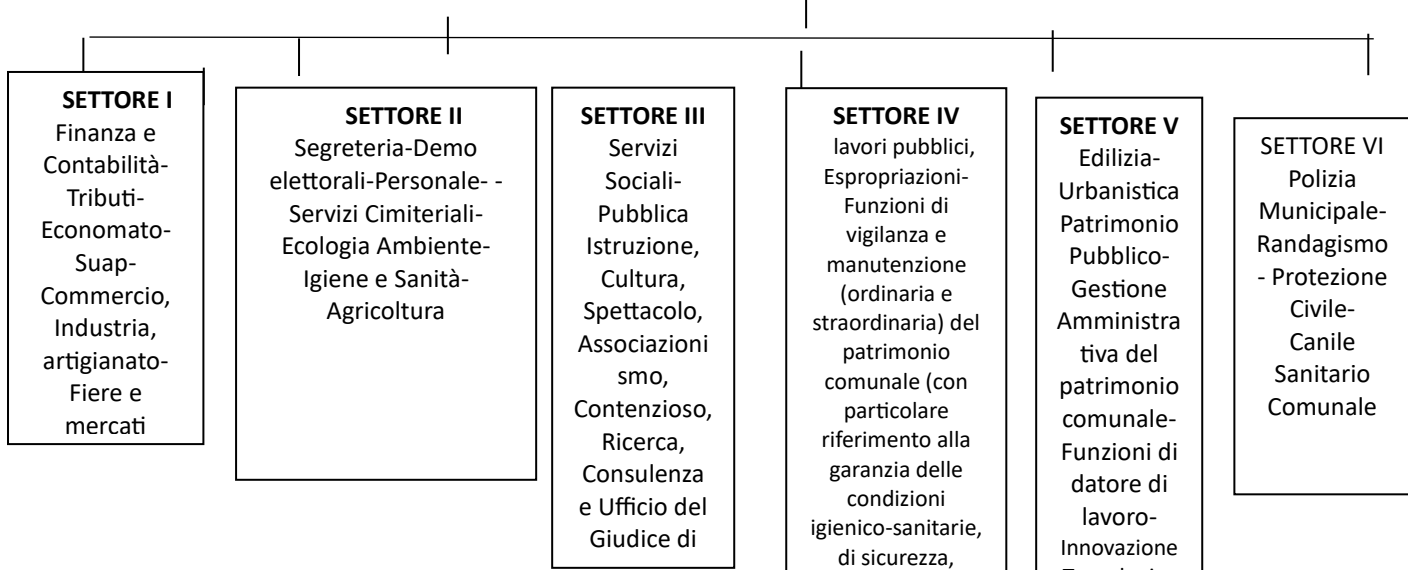 SETTORE I
Finanza e
Contabilità-
Tributi-
Economato-
Suap-
Commercio,
Industria,
artigianato-
Fiere e
mercati
SETTORE II
Segreteria-Demo
elettorali-Personale- -
Servizi Cimiteriali-
Ecologia Ambiente-
Igiene e Sanità-
Agricoltura
SETTORE III
Servizi
Sociali-
Pubblica
Istruzione,
Cultura,
Spettacolo,
Associazioni
smo,
Contenzioso,
Ricerca,
Consulenza
e Ufficio del
Giudice di
SETTORE IV
lavori pubblici,
Espropriazioni-
Funzioni di
vigilanza e
manutenzione
(ordinaria e
straordinaria) del
patrimonio
comunale (con
particolare
riferimento alla
garanzia delle
condizioni
igienico-sanitarie,
di sicurezza,
SETTORE V
Edilizia-
Urbanistica
Patrimonio
Pubblico-
Gestione
Amministra
tiva del
patrimonio
comunale-
Funzioni di
datore di
lavoro-
Innovazione
SETTORE VI
Polizia
Municipale-
Randagismo
- Protezione
Civile-
Canile
Sanitario
Comunale